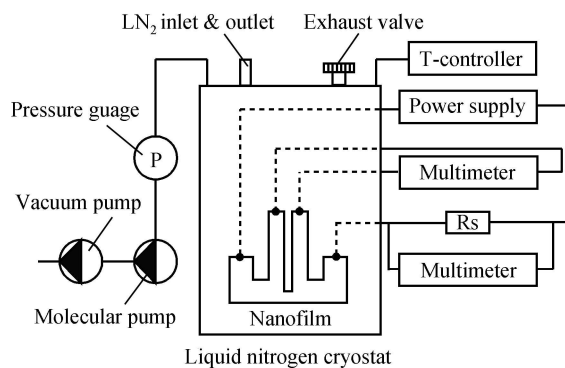 LN₂ inlet & outlet
Exhaust valve
T-controller
Power supply
Pressure guage
P
Multimeter
Vacuum pump
Rs
Multimeter
Molecular pump
Nanofilm
Liquid nitrogen cryostat